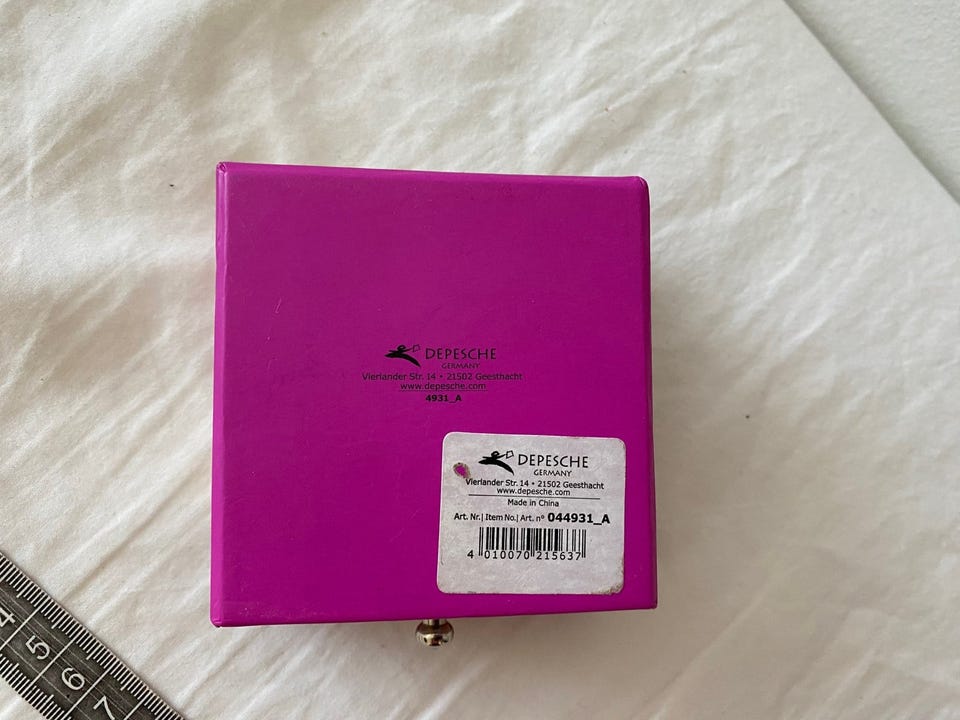 DEPESCHE
GERMANY
Vierlander Str. 14 • 21502 Geesthacht
www.depesche.com
4931_A
DEPESCHE
GERMANY
Vierlander Str. 14 • 21502 Geesthacht
www.depesche.com
Made in China
Art. Nr.| Item No.| Art. n° 044931_A
4 010070 215637
4
5
6
7